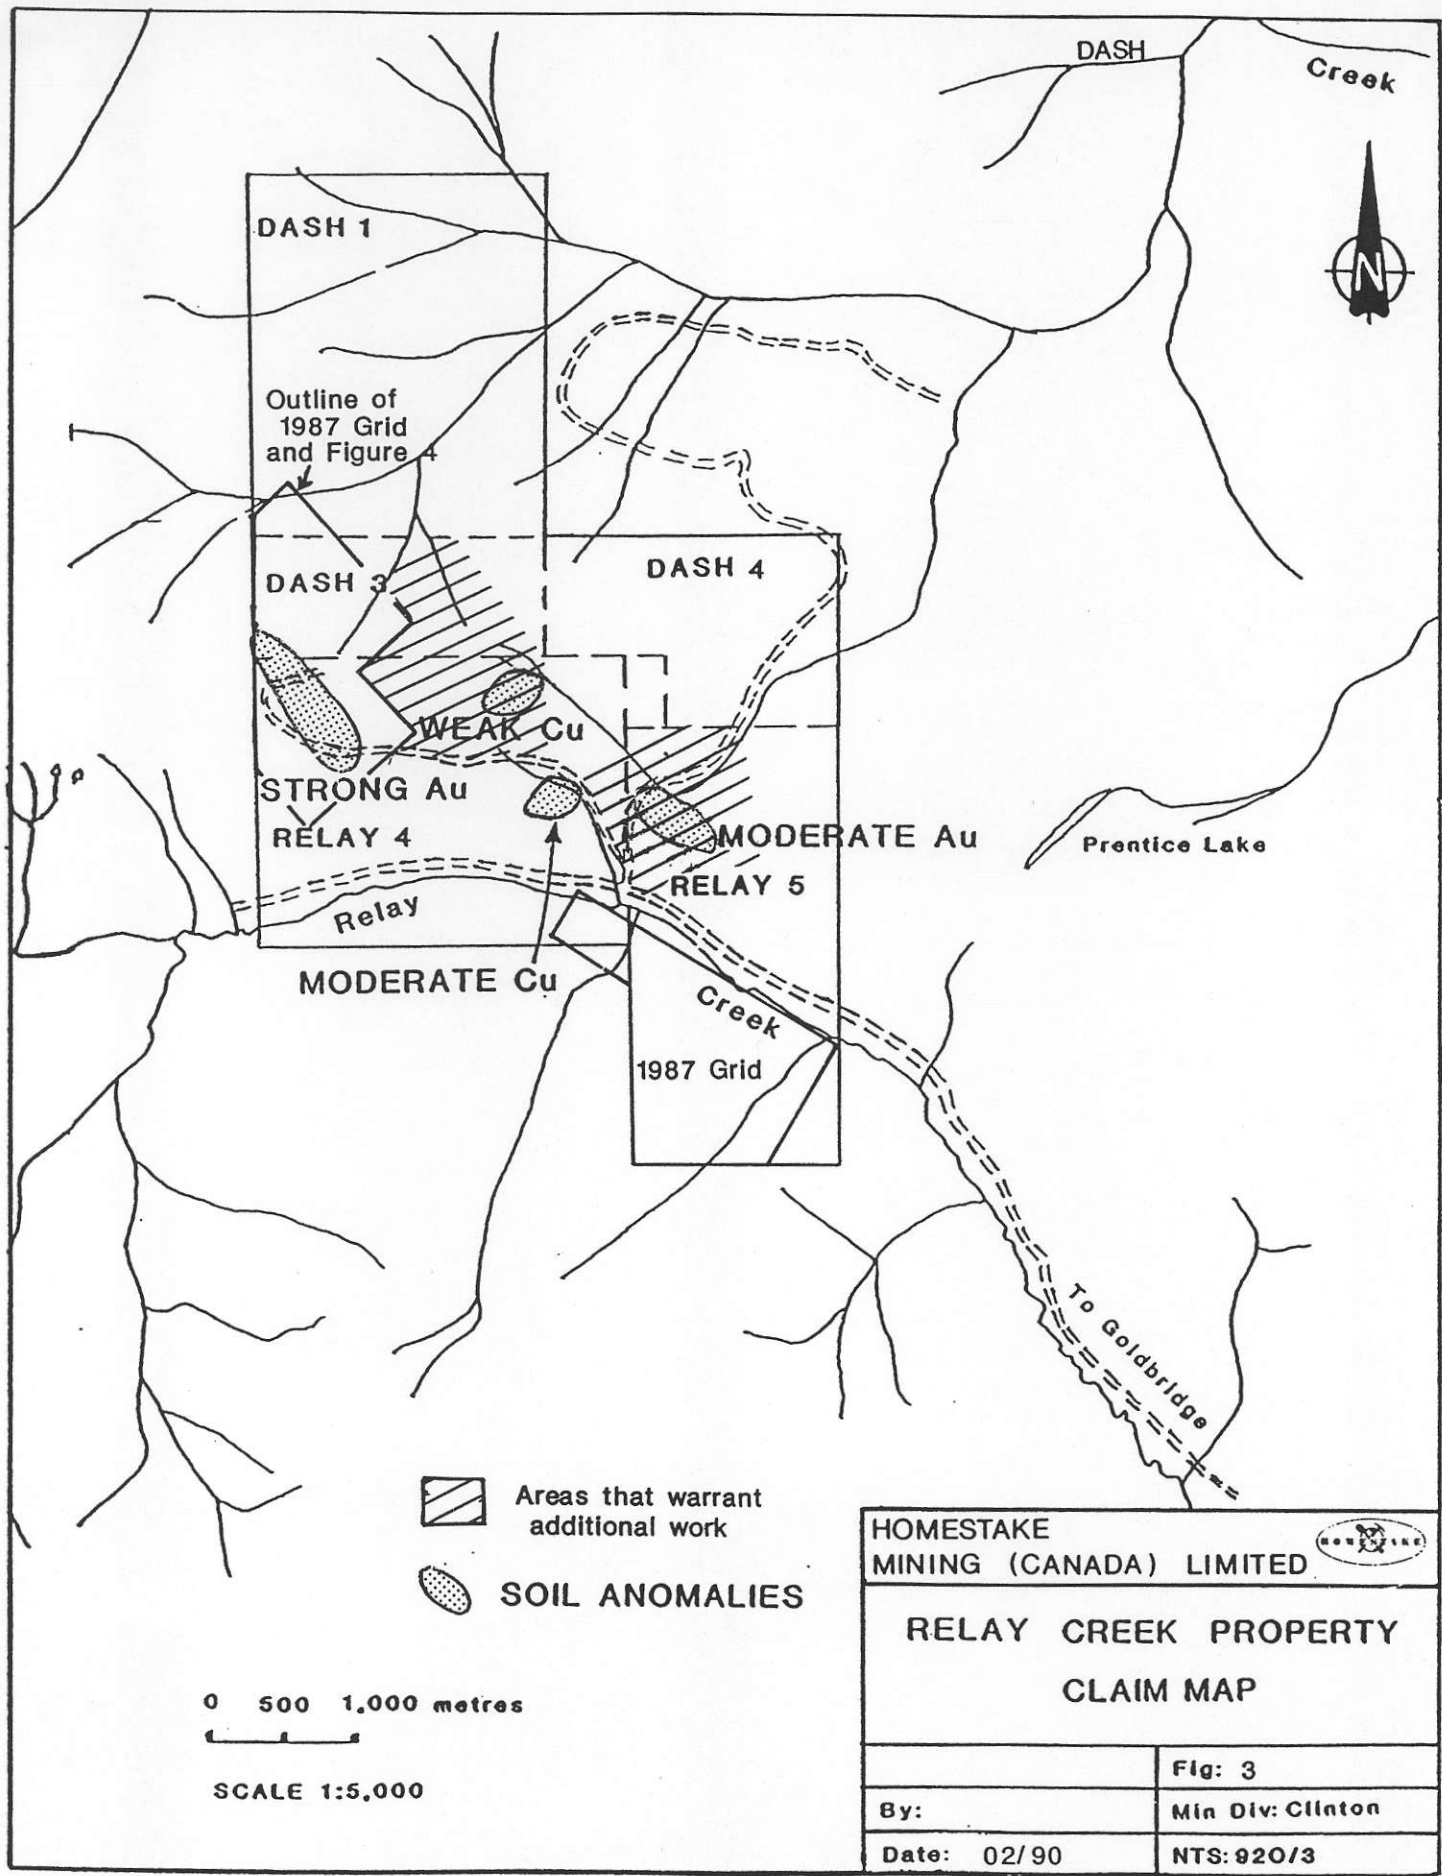 DASH
Creek
N
DASH 1
Outline of
1987 Grid
and Figure 4
DASH 3
DASH 4
WEAK Cu
STRONG Au
RELAY 4
MODERATE Au
Prentice Lake
RELAY 5
Relay
MODERATE Cu
Creek
1987 Grid
To Goldbridge
Areas that warrant
additional work
SOIL ANOMALIES
0 500 1,000 metres
SCALE 1:5,000
HOMESTAKE
MINING (CANADA) LIMITED
HOMESTAKE
RELAY CREEK PROPERTY
CLAIM MAP
Fig: 3
By:
Min Div: Clinton
Date: 02/90
NTS: 92O/3